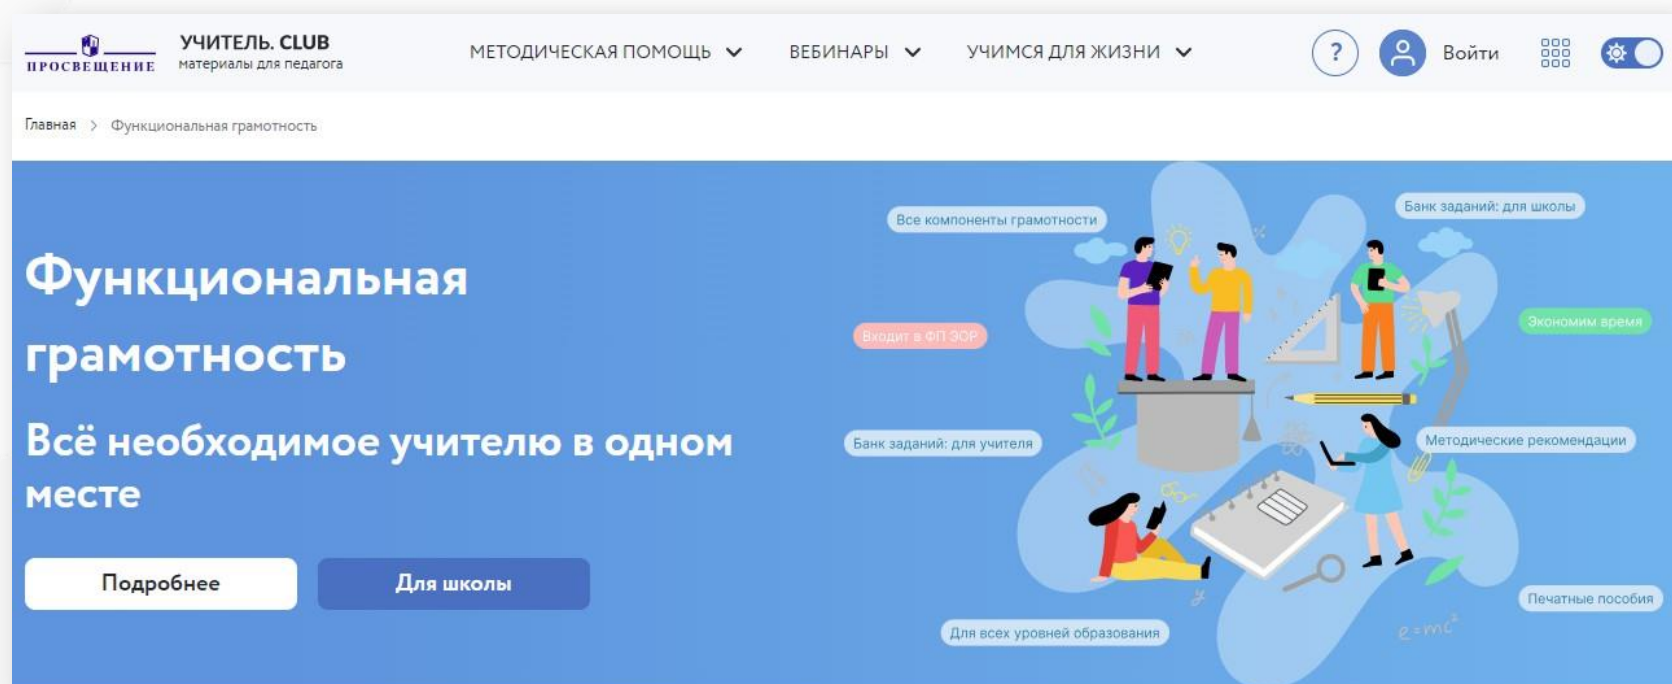 ПРОСВЕЩЕНИЕ
УЧИТЕЛЬ. CLUB
материалы для педагога
МЕТОДИЧЕСКАЯ ПОМОЩЬ
ВЕБИНАРЫ
УЧИМСЯ ДЛЯ ЖИЗНИ
?
Войти
Главная > Функциональная грамотность
Функциональная
грамотность
Всё необходимое учителю в одном
месте
Подробнее
Для школы
Все компоненты грамотности
Банк заданий: для школы
Входит в ФП ЭОР
Экономим время
Банк заданий: для учителя
Методические рекомендации
Печатные пособия
Для всех уровней образования
y
e=mc²
%